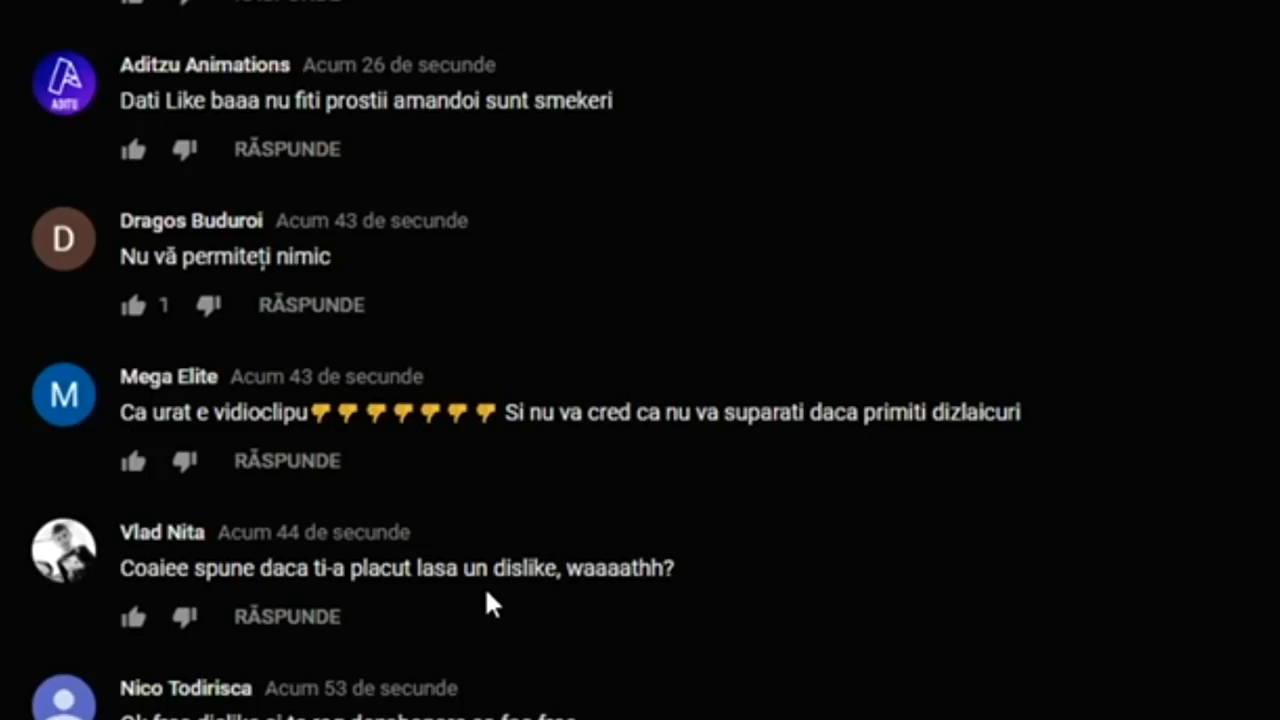 Aditzu Animations Acum 26 de secunde
Dati Like baaa nu fiti prostii amandoi sunt smekeri
ADITU
RĂSPUNDE
Dragos Buduroi Acum 43 de secunde
D
Nu vă permiteți nimic
1 RĂSPUNDE
Mega Elite Acum 43 de secunde
M
Ca urat e vidioclipu👎👎👎👎👎👎👎 Si nu va cred ca nu va suparati daca primiti dizlaicuri
RĂSPUNDE
Vlad Nita Acum 44 de secunde
Coaiee spune daca ti-a placut lasa un dislike, waaaathh?
RĂSPUNDE
Nico Todirisca Acum 53 de secunde